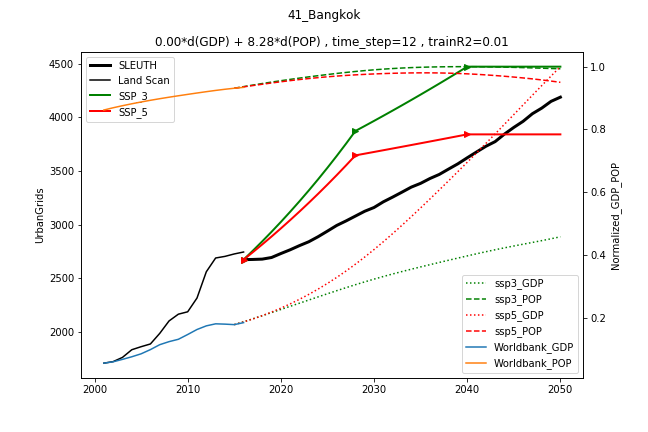 41_Bangkok
0.00*d(GDP) + 8.28*d(POP) , time_step=12 , trainR2=0.01
SLEUTH
Land Scan
SSP_3
SSP_5
4500
4000
3500
3000
2500
2000
UrbanGrids
1.0
0.8
0.6
0.4
0.2
Normalized_GDP_POP
ssp3_GDP
ssp3_POP
ssp5_GDP
ssp5_POP
Worldbank_GDP
Worldbank_POP
2000 2010 2020 2030 2040 2050